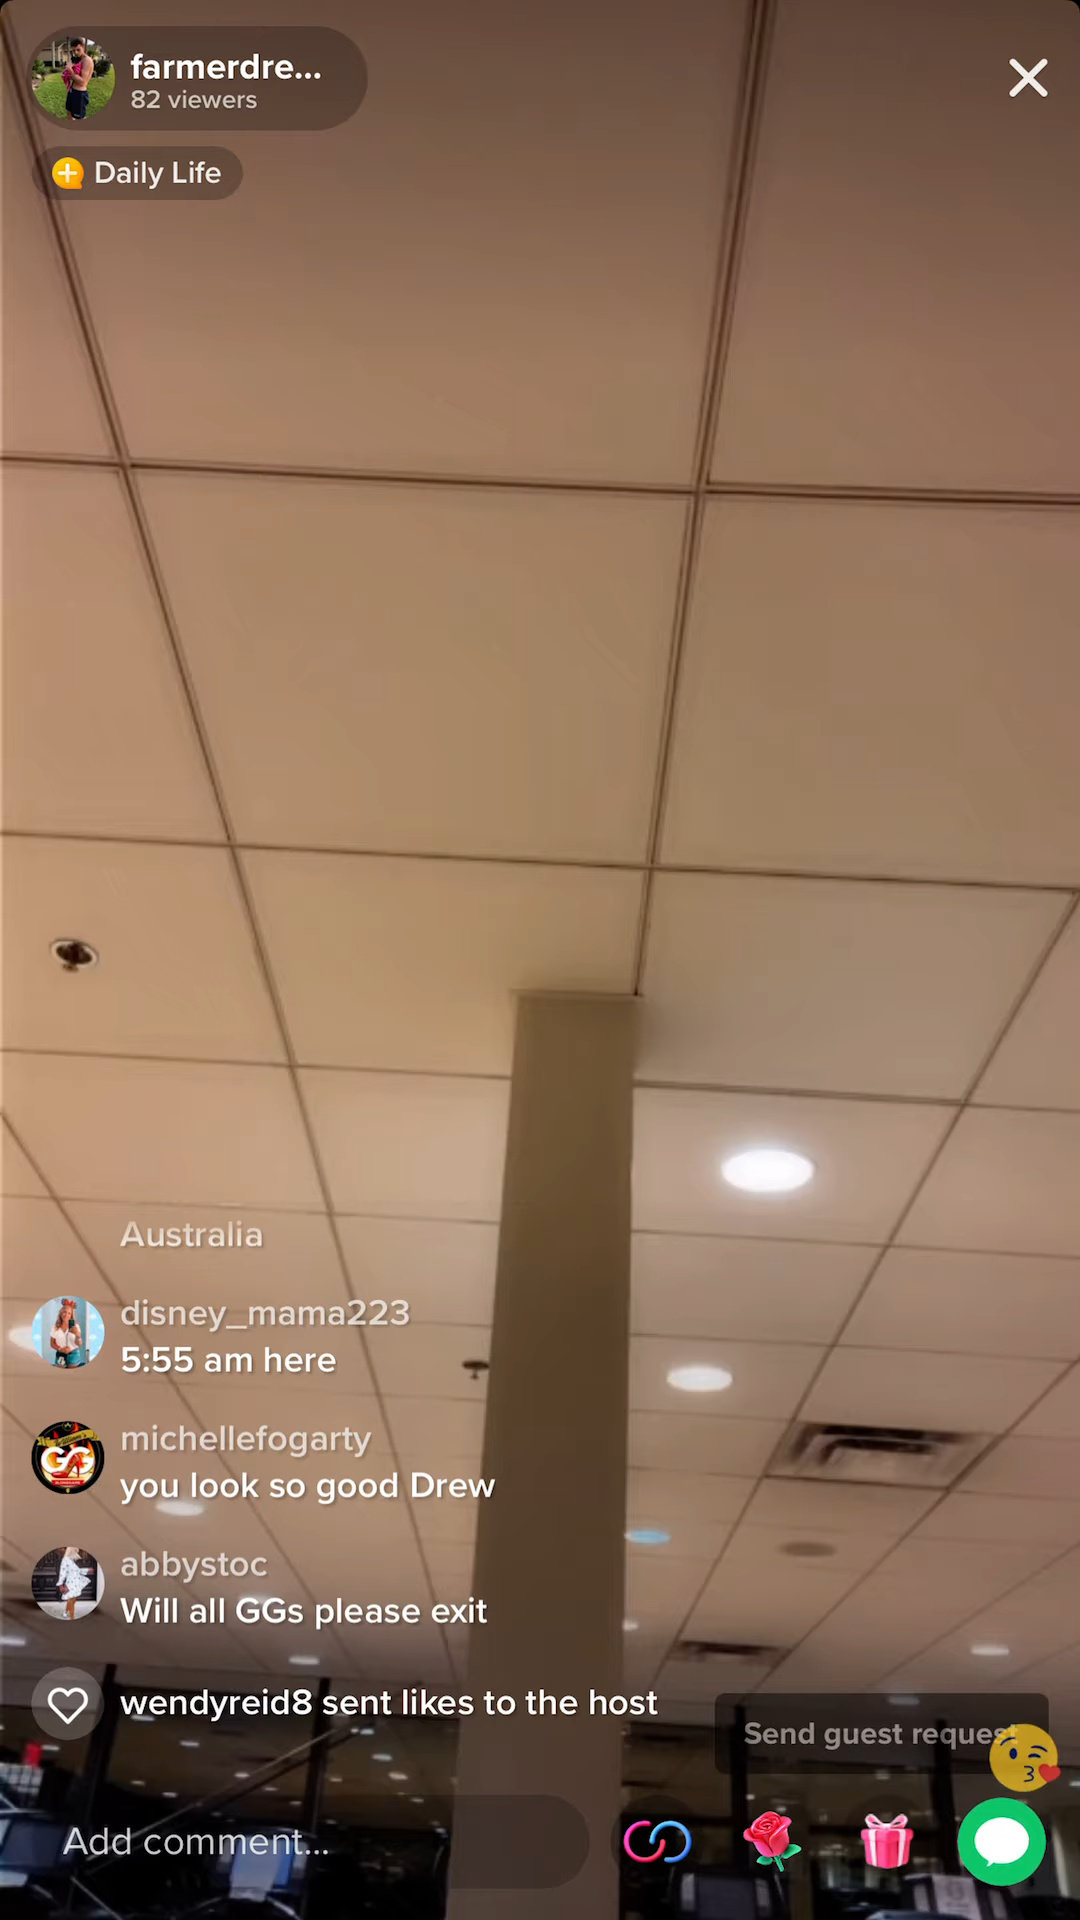 farmerdre...
82 viewers
Daily Life
Australia
disney_mama223
5:55 am here
michellefogarty
you look so good Drew
abbystoc
Will all GGs please exit
wendyreid8 sent likes to the host
Send guest request
Add comment...